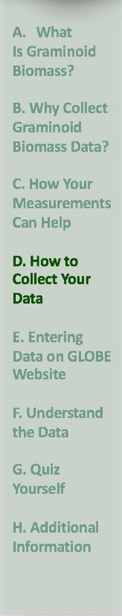 A. What
Is Graminoid
Biomass?
B. Why Collect
Graminoid
Biomass Data?
C. How Your
Measurements
Can Help
D. How to
Collect Your
Data
E. Entering
Data on GLOBE
Website
F. Understand
the Data
G. Quiz
Yourself
H. Additional
Information